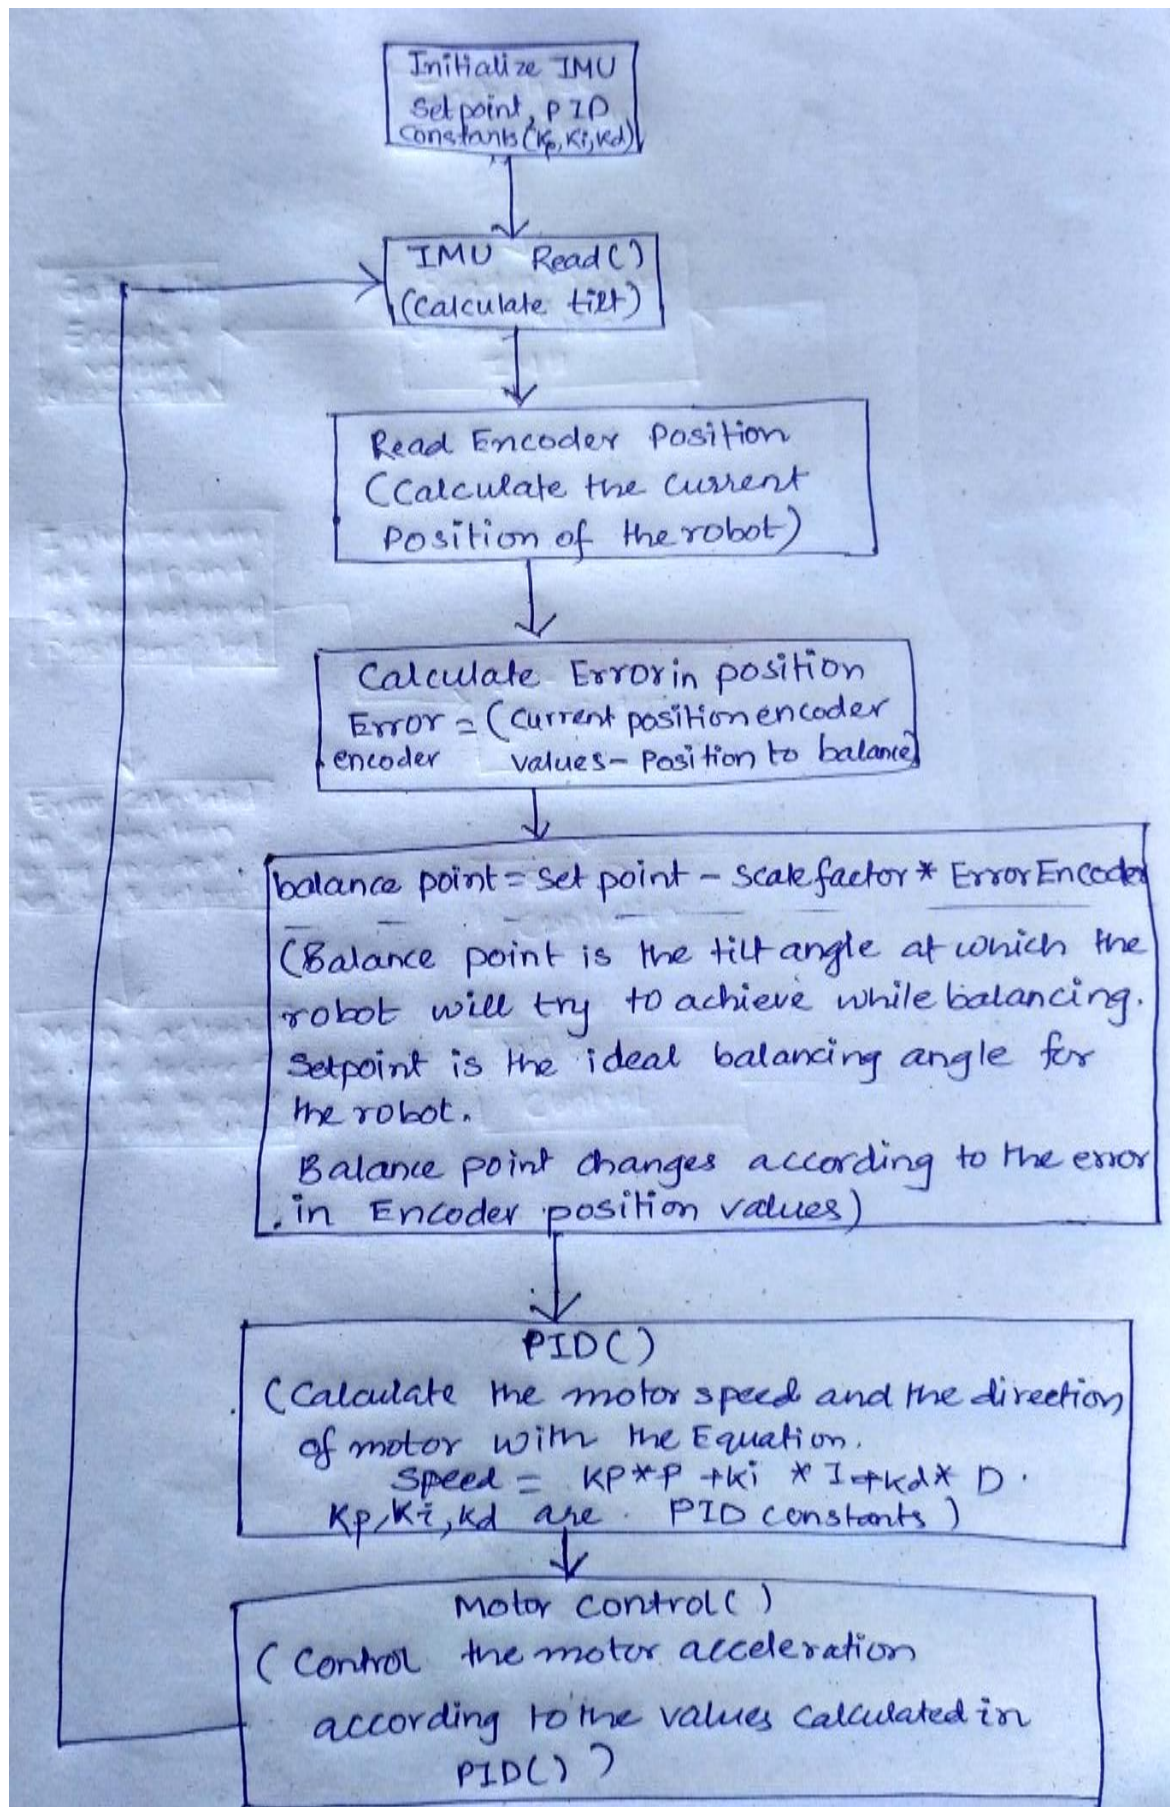 Initialize IMU
Setpoint, PID
Constants (Kp, Ki, Kd)
IMU Read()
(Calculate tilt)
Read Encoder Position
(Calculate the current
Position of the robot)
Calculate Error in position
Error = (current position encoder
encoder values - Position to balance)
balance point = set point - scale factor * Error Encoder
(Balance point is the tilt angle at which the
robot will try to achieve while balancing.
Setpoint is the ideal balancing angle for
the robot.
Balance point changes according to the error
in Encoder position values)
PID()
(Calculate the motor speed and the direction
of motor with the Equation.
Speed = KP*P + Ki * I + Kd * D.
Kp, Ki, Kd are PID constants)
Motor control()
(Control the motor acceleration
according to the values calculated in
PID())